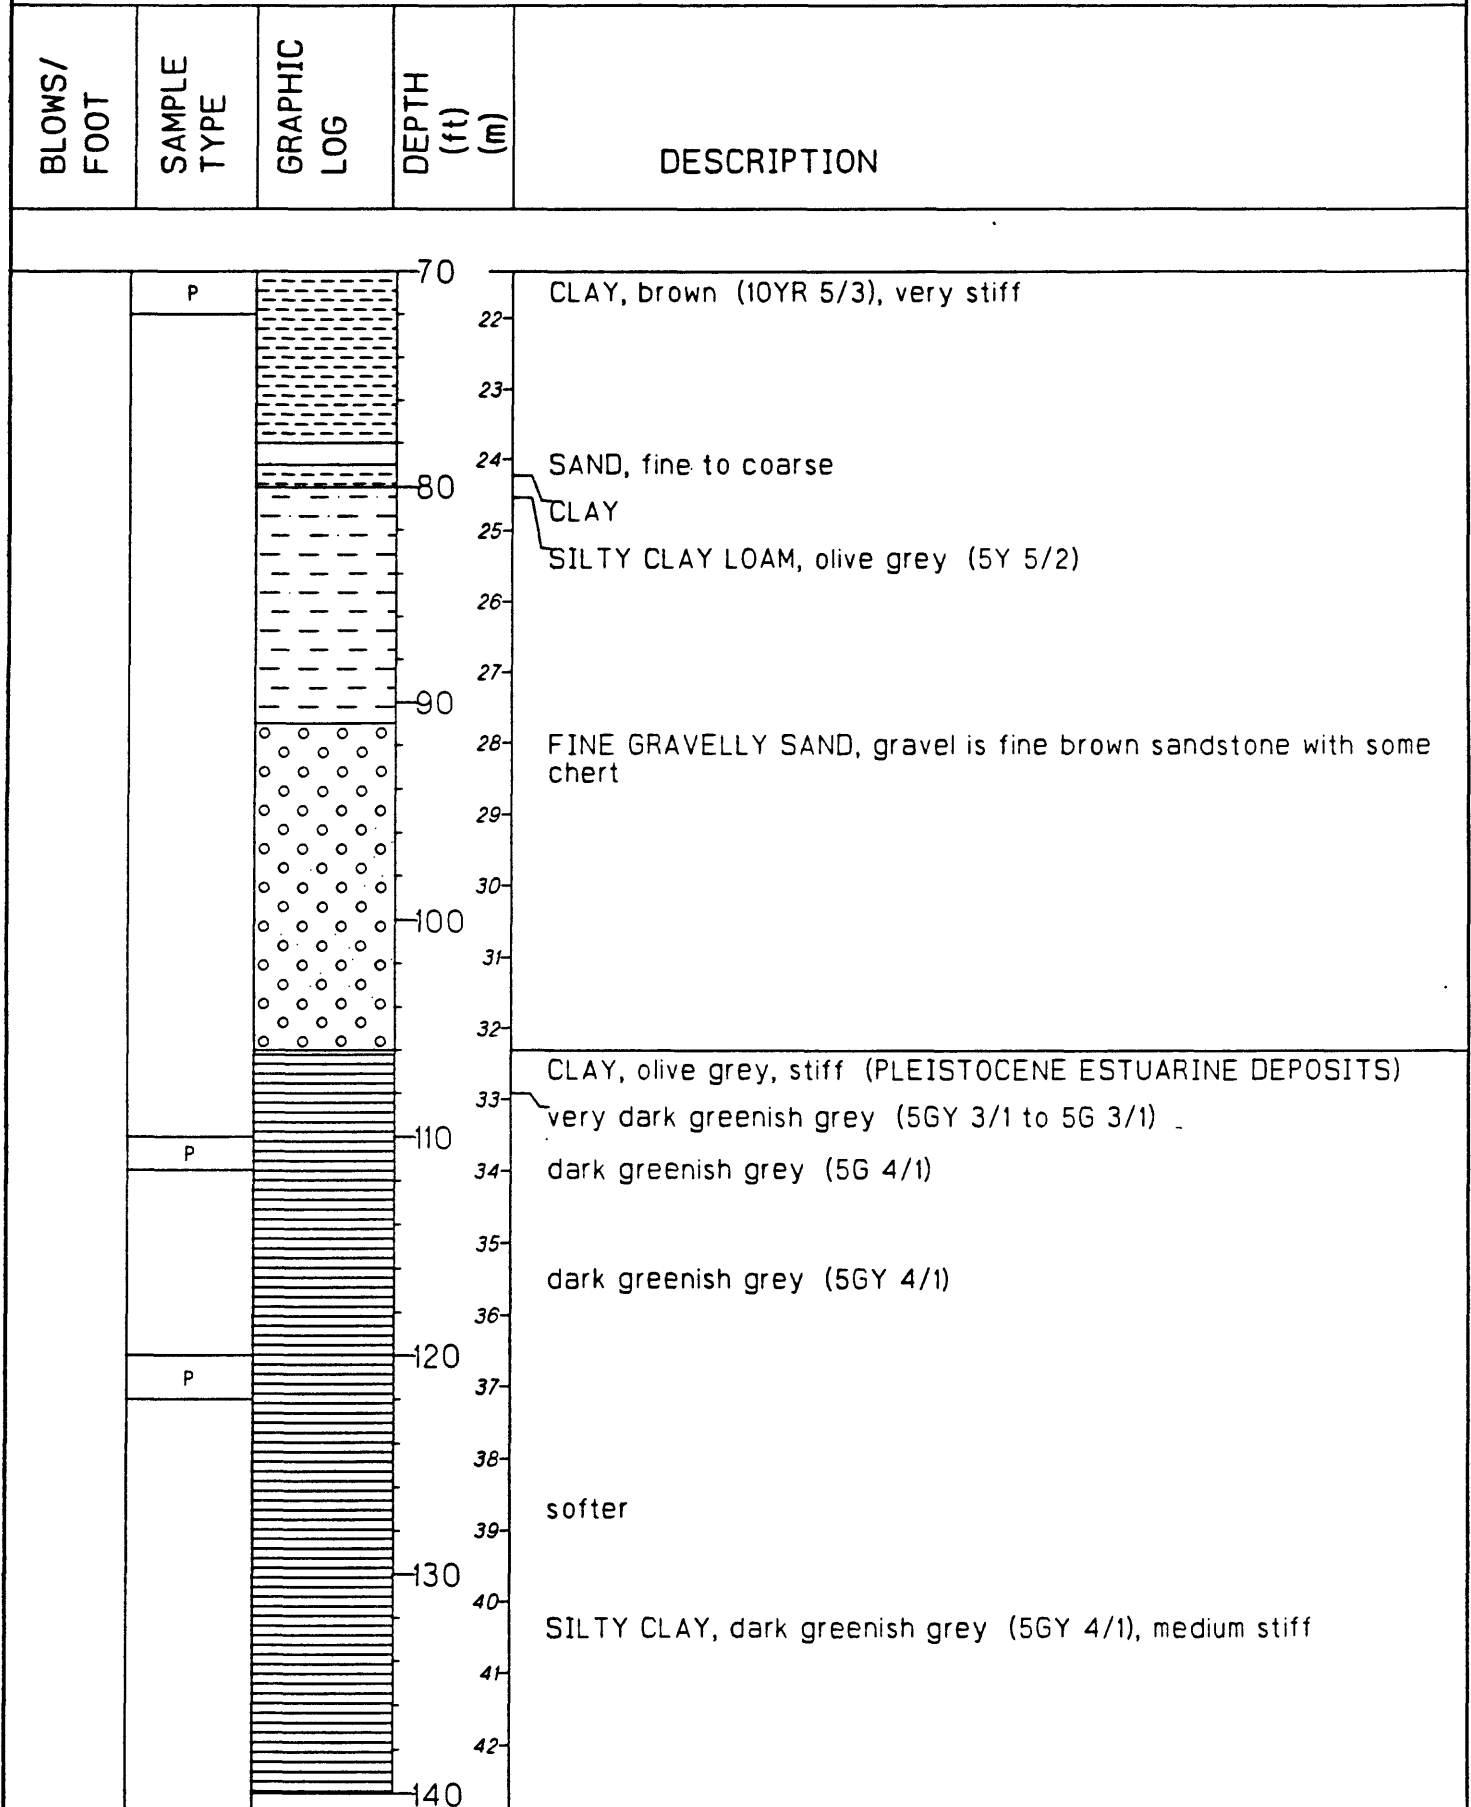 BLOWS/
FOOT
SAMPLE
TYPE
GRAPHIC
LOG
DEPTH
(ft)
(m)
DESCRIPTION
70
P
CLAY, brown (10YR 5/3), very stiff
22
23
24
SAND, fine to coarse
80
CLAY
25
SILTY CLAY LOAM, olive grey (5Y 5/2)
26
27
90
28
FINE GRAVELLY SAND, gravel is fine brown sandstone with some
chert
29
30
100
31
32
CLAY, olive grey, stiff (PLEISTOCENE ESTUARINE DEPOSITS)
33
very dark greenish grey (5GY 3/1 to 5G 3/1)
110
P
34
dark greenish grey (5G 4/1)
35
dark greenish grey (5GY 4/1)
36
120
P
37
38
softer
39
130
40
SILTY CLAY, dark greenish grey (5GY 4/1), medium stiff
41
42
140